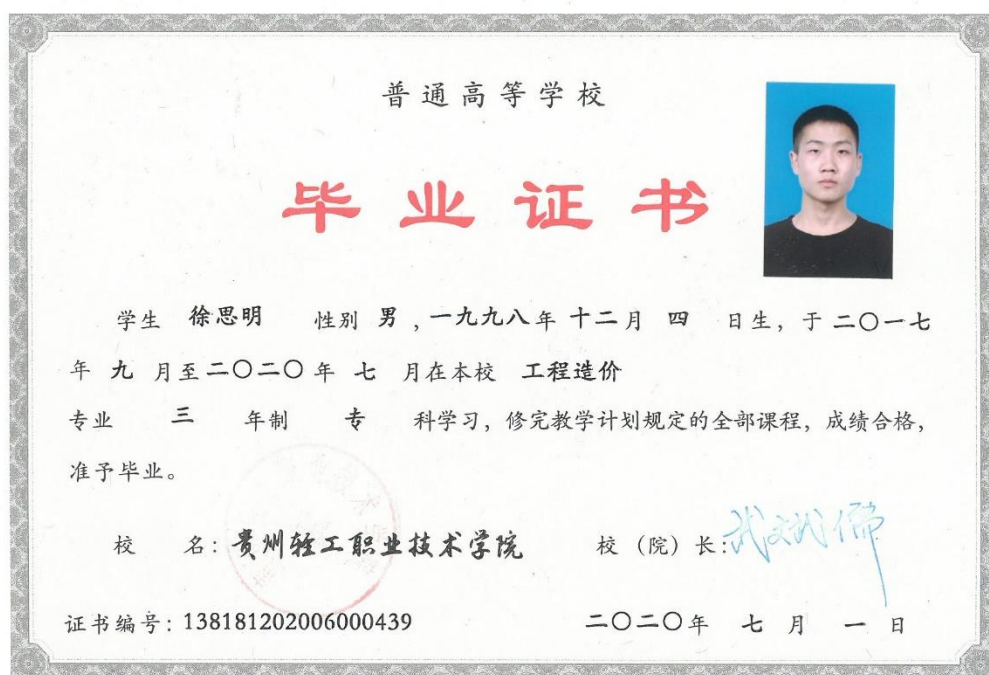 普通高等学校
毕业证书
学生 徐思明 性别 男 ,一九九八年 十二月 四 日生，于二〇一七
年 九 月至二〇二〇年 七 月在本校 工程造价
专业 三 年制 专 科学习，修完教学计划规定的全部课程，成绩合格，
准予毕业。
校 名：贵州轻工职业技术学院 校（院）长：
证书编号：138181202006000439 二〇二〇年 七 月 一 日